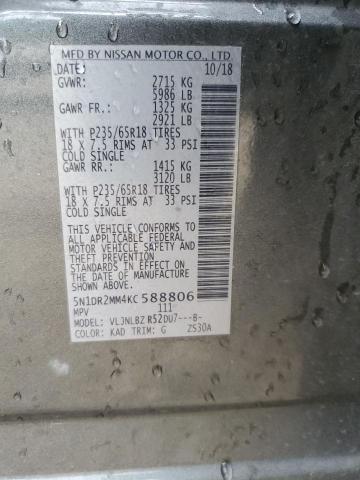 MFD BY NISSAN MOTOR CO., LTD
DATE: 10/18
GVWR: 2715 KG
5986 LB
GAWR FR.: 1325 KG
2921 LB
WITH P235/65R18 TIRES
18 X 7.5 RIMS AT 33 PSI
COLD SINGLE
GAWR RR.: 1415 KG
3120 LB
WITH P235/65R18 TIRES
18 X 7.5 RIMS AT 33 PSI
COLD SINGLE
THIS VEHICLE CONFORMS TO
ALL APPLICABLE FEDERAL
MOTOR VEHICLE SAFETY AND
THEFT PREVENTION
STANDARDS IN EFFECT ON THE
DATE OF MANUFACTURE
SHOWN ABOVE.
5N1DR2MM4KC588806
MPV 111
MODEL: VLJNLBZ R52DU7---B-
COLOR: KAD TRIM: G ZS30A